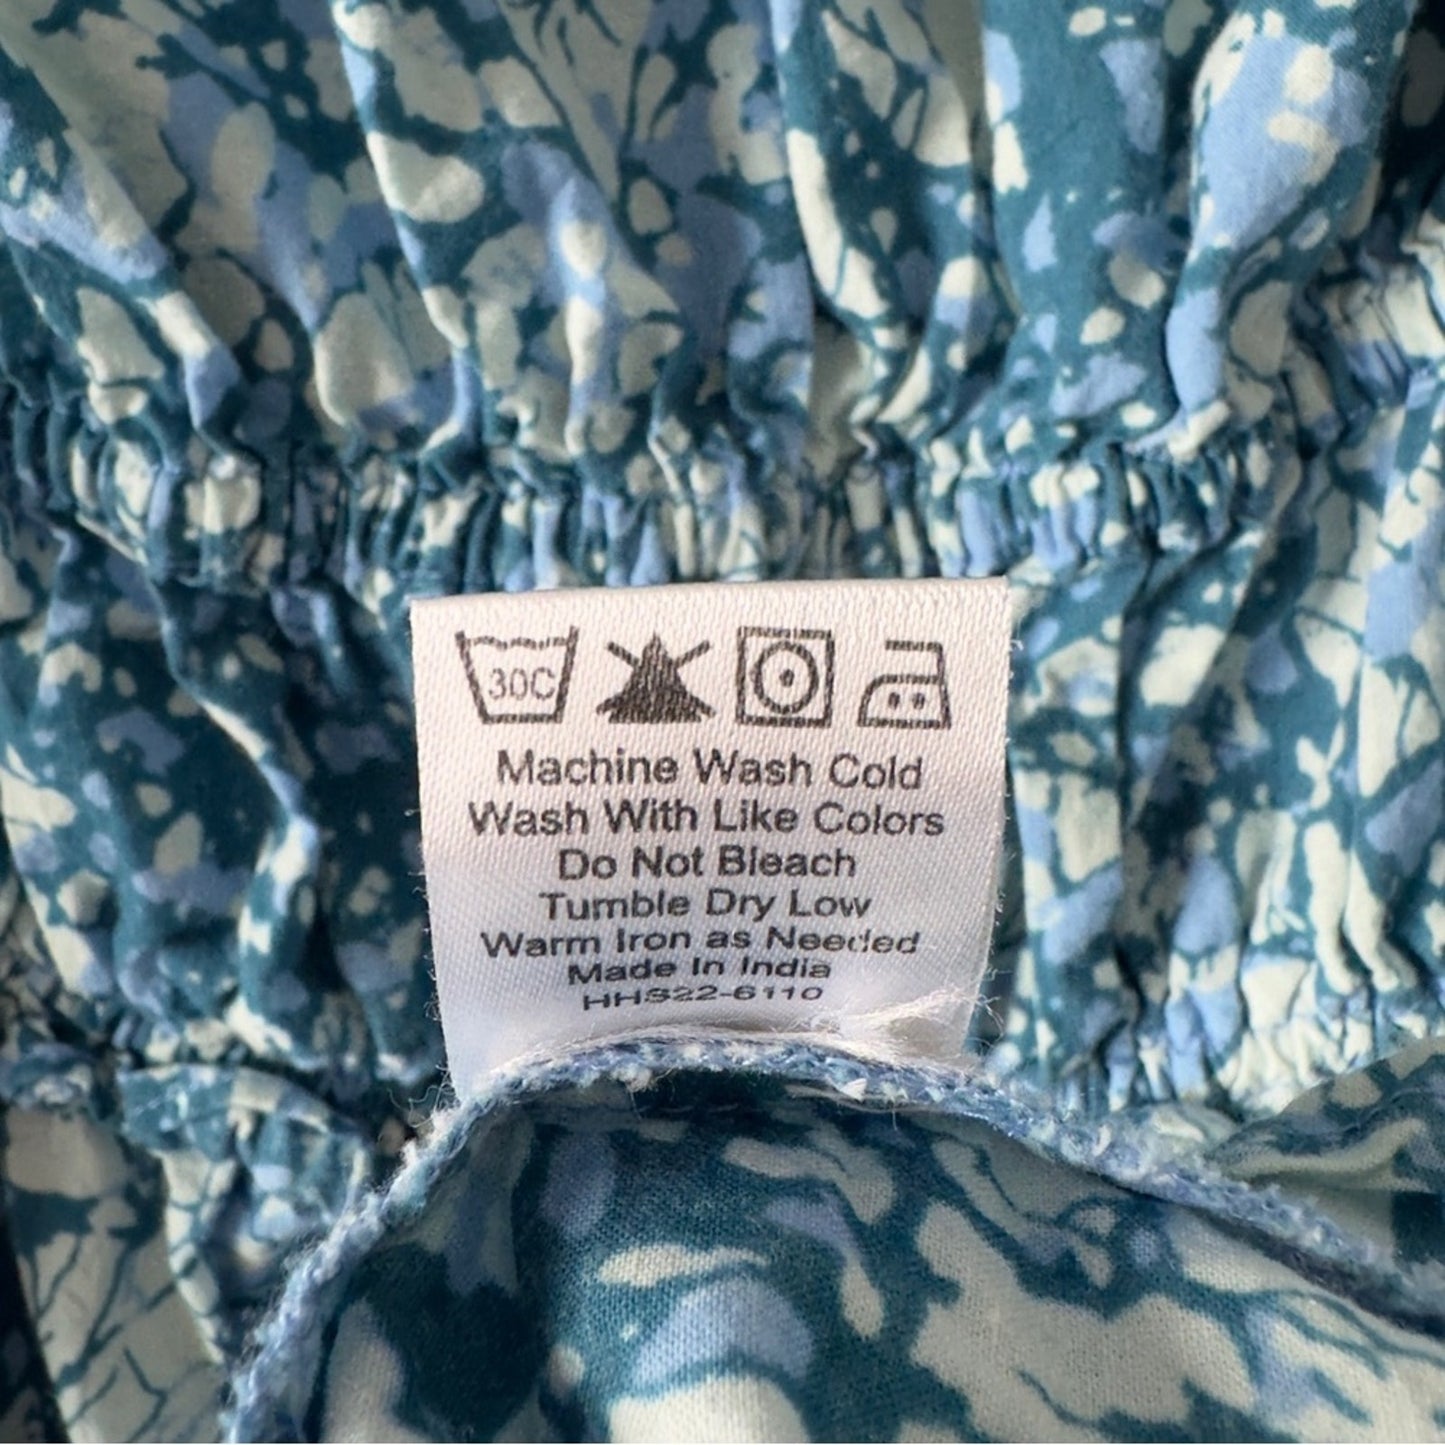 30C
Machine Wash Cold
Wash With Like Colors
Do Not Bleach
Tumble Dry Low
Warm Iron as Needed
Made In India
HHS22-6110